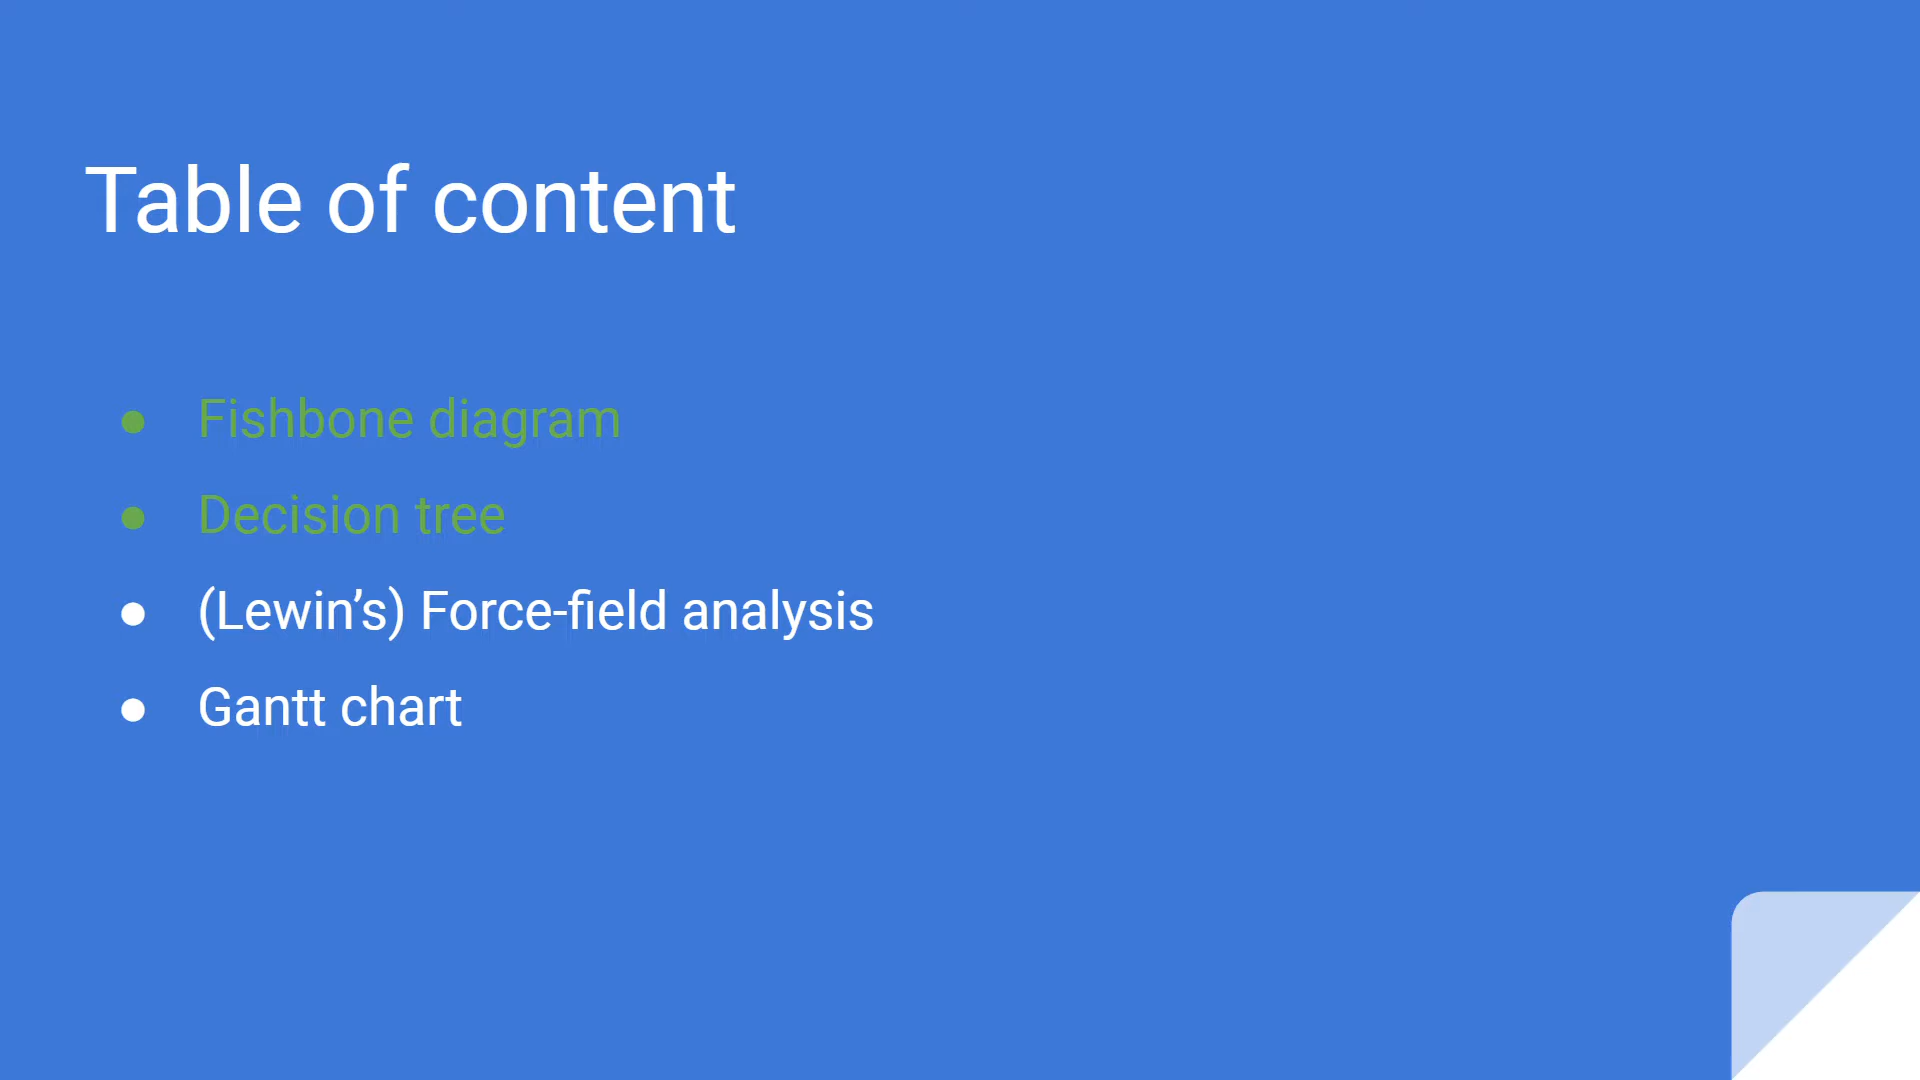 Table of content
● Fishbone diagram
● Decision tree
● (Lewin’s) Force-field analysis
● Gantt chart